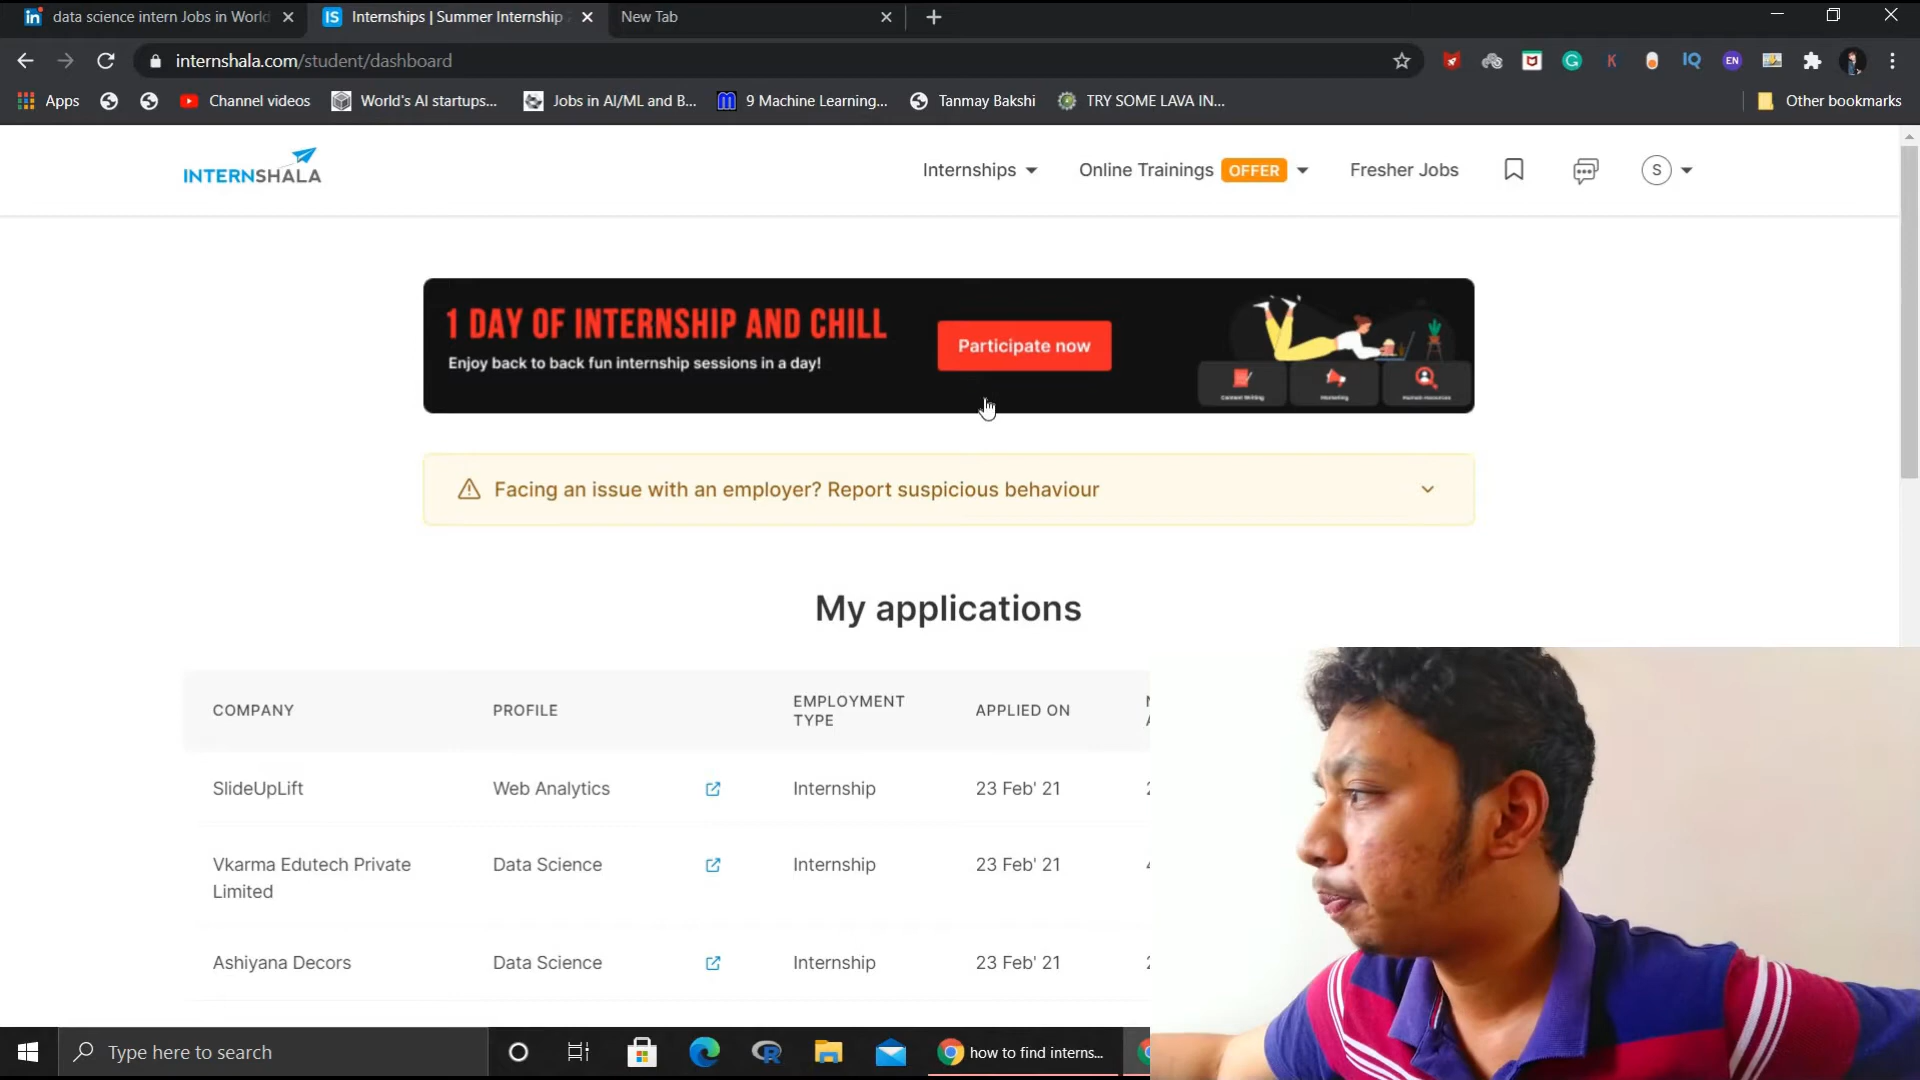 data science intern Jobs in World
Internships | Summer Internship
New Tab
internshala.com/student/dashboard
Apps
Channel videos
World's AI startups...
Jobs in AI/ML and B...
9 Machine Learning...
Tanmay Bakshi
TRY SOME LAVA IN...
Other bookmarks
INTERNSHALA
Internships
Online Trainings OFFER
Fresher Jobs
S
1 DAY OF INTERNSHIP AND CHILL
Enjoy back to back fun internship sessions in a day!
Participate now
Content Writing
Marketing
Human Resources
Facing an issue with an employer? Report suspicious behaviour
My applications
COMPANY PROFILE EMPLOYMENT TYPE APPLIED ON
SlideUpLift Web Analytics Internship 23 Feb' 21
Vkarma Edutech Private Limited Data Science Internship 23 Feb' 21
Ashiyana Decors Data Science Internship 23 Feb' 21
Type here to search
how to find interns...